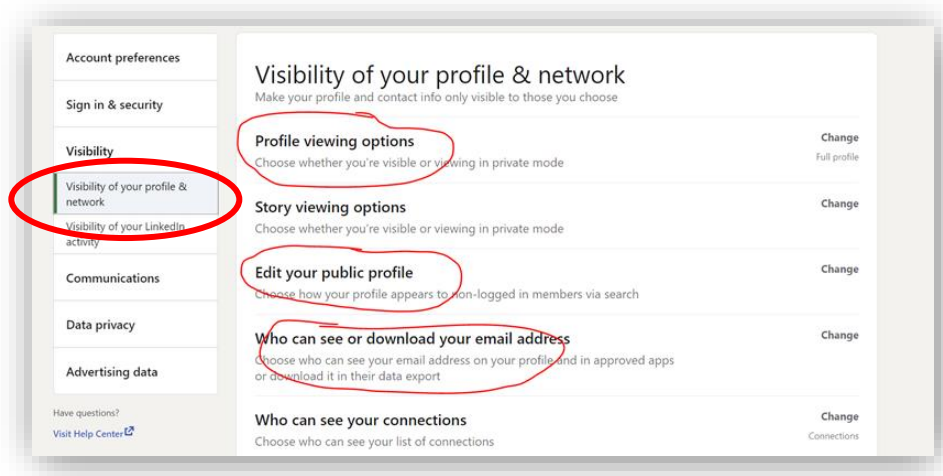 Account preferences
Sign in & security
Visibility
Visibility of your profile &
network
Visibility of your LinkedIn
activity
Communications
Data privacy
Advertising data
Have questions?
Visit Help Center
Visibility of your profile & network
Make your profile and contact info only visible to those you choose
Profile viewing options
Change
Choose whether you're visible or viewing in private mode
Full profile
Story viewing options
Change
Choose whether you're visible or viewing in private mode
Edit your public profile
Change
Choose how your profile appears to non-logged in members via search
Who can see or download your email address
Change
Choose who can see your email address on your profile and in approved apps
or download it in their data export
Who can see your connections
Change
Choose who can see your list of connections
Connections